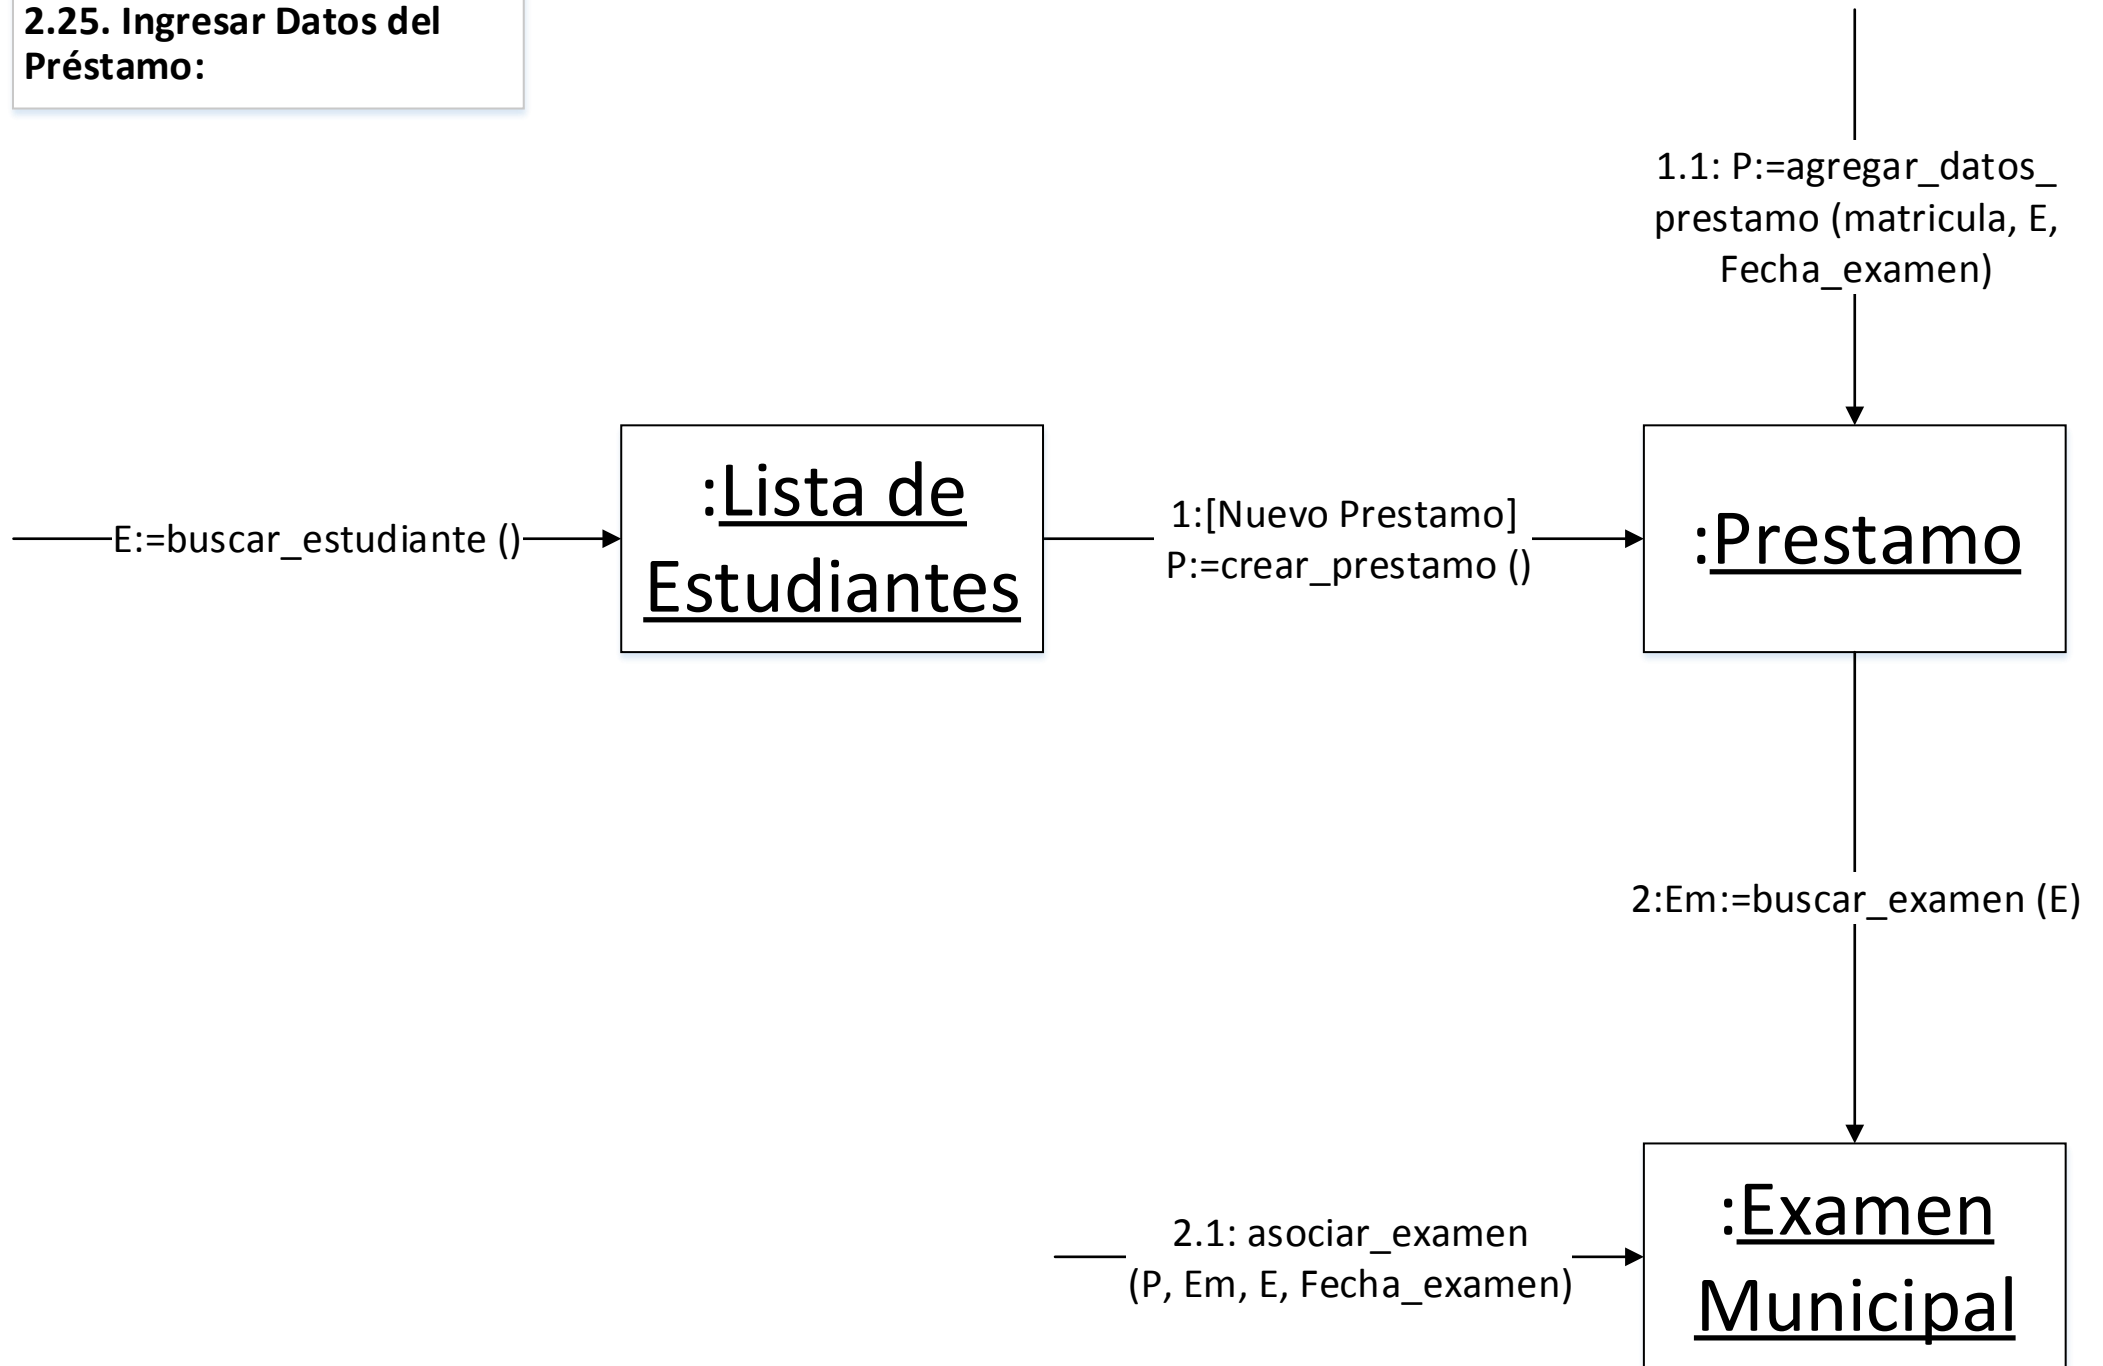 2.25. Ingresar Datos del
Préstamo:
1.1: P:=agregar_datos_
prestamo (matricula, E,
Fecha_examen)
E:=buscar_estudiante ()
:Lista de
Estudiantes
1:[Nuevo Prestamo]
P:=crear_prestamo ()
:Prestamo
2:Em:=buscar_examen (E)
2.1: asociar_examen
(P, Em, E, Fecha_examen)
:Examen
Municipal